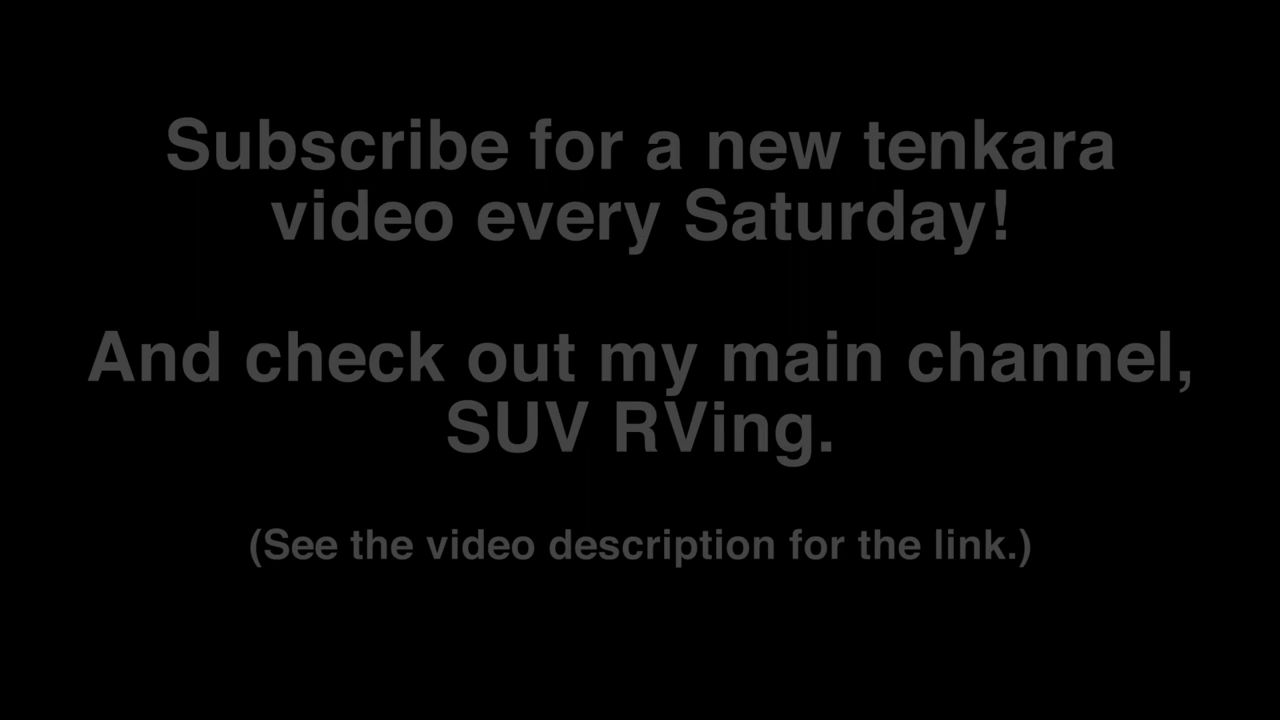 Subscribe for a new tenkara
video every Saturday!
And check out my main channel,
SUV RVing.
(See the video description for the link.)